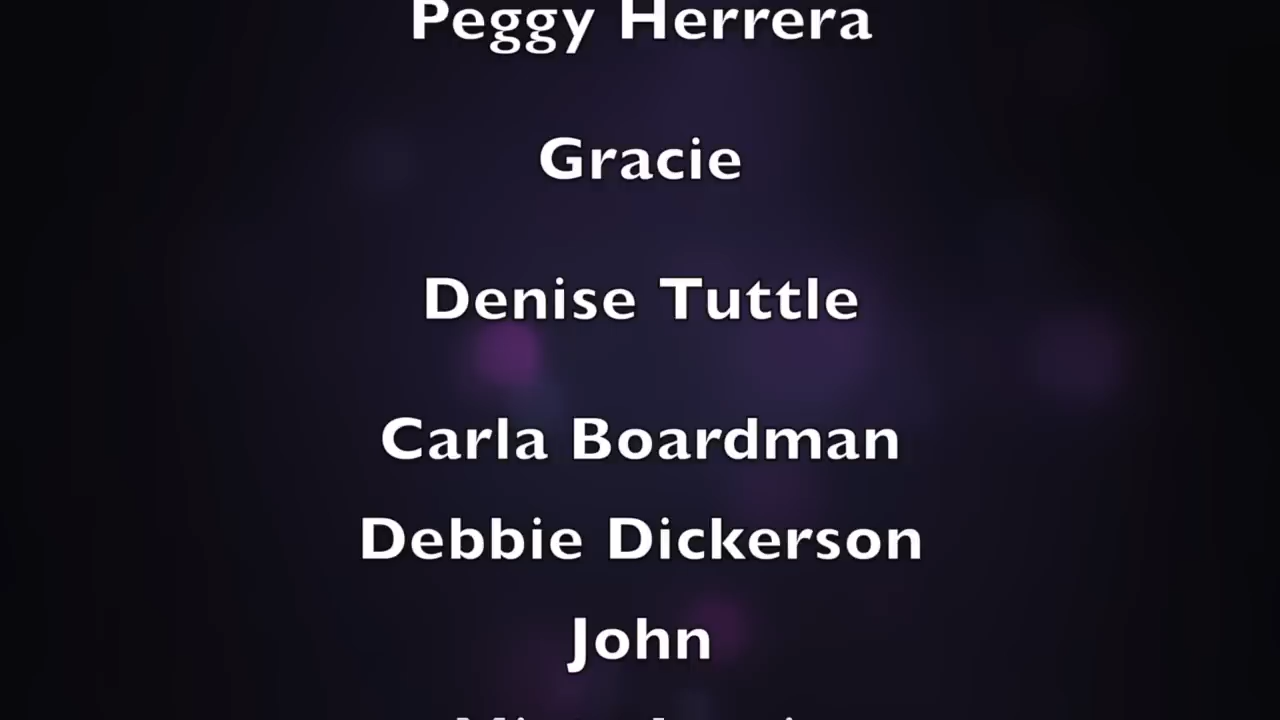 Peggy Herrera
Gracie
Denise Tuttle
Carla Boardman
Debbie Dickerson
John